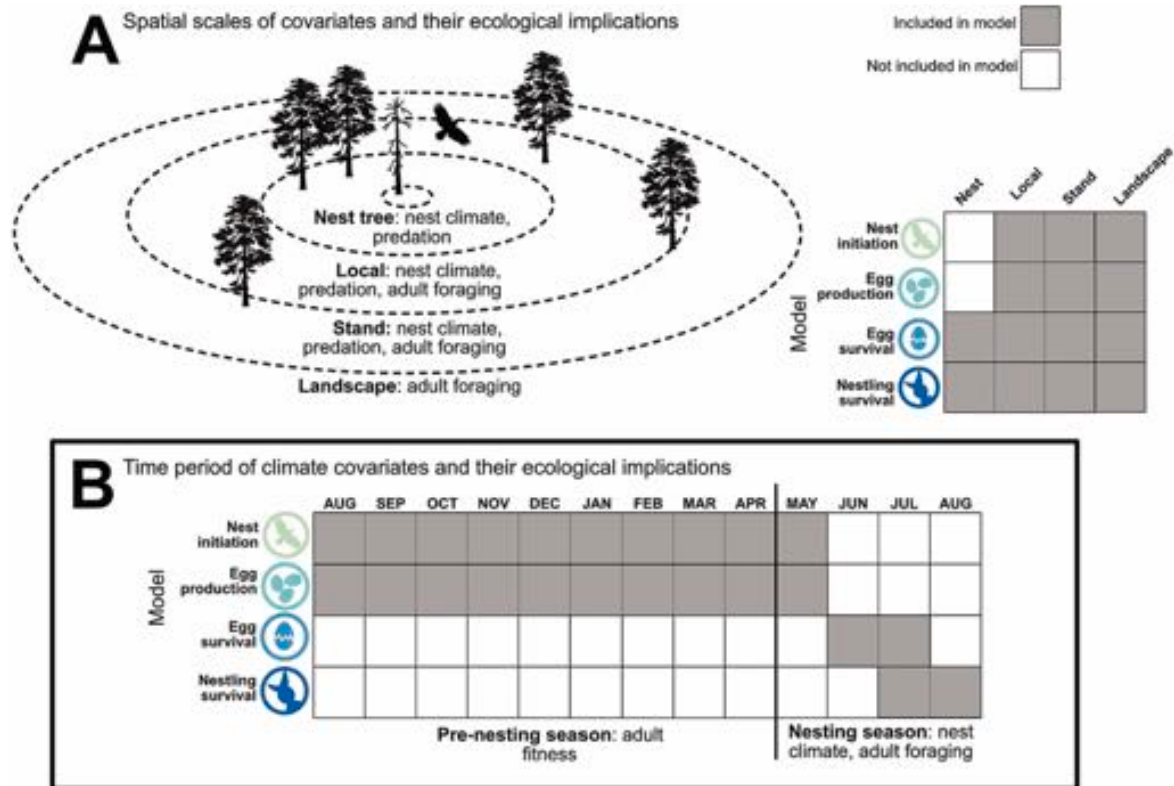 A Spatial scales of covariates and their ecological implications
Included in model
Not included in model
Nest tree: nest climate,
predation
Local: nest climate,
predation, adult foraging
Stand: nest climate,
predation, adult foraging
Landscape: adult foraging
Nest Local Stand Landscape
Model
Nest
initiation
Egg
production
Egg
survival
Nestling
survival
B Time period of climate covariates and their ecological implications
AUG SEP OCT NOV DEC JAN FEB MAR APR MAY JUN JUL AUG
Model
Nest
initiation
Egg
production
Egg
survival
Nestling
survival
Pre-nesting season: adult
fitness
Nesting season: nest
climate, adult foraging